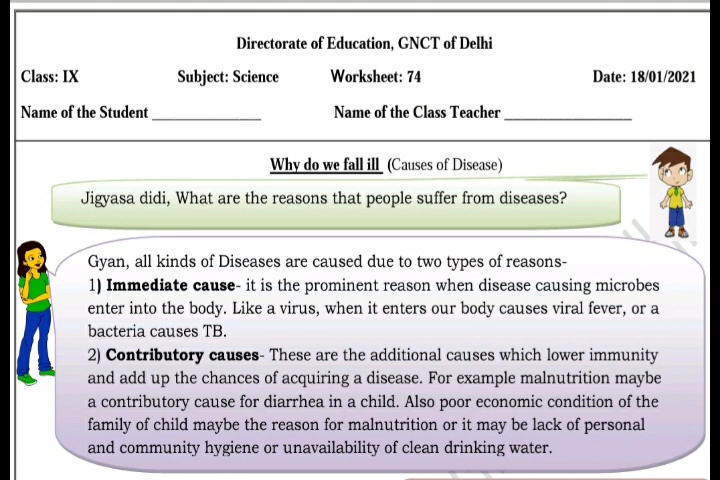 Directorate of Education, GNCT of Delhi
Class: IX Subject: Science Worksheet: 74 Date: 18/01/2021
Name of the Student ____________ Name of the Class Teacher ______________
Why do we fall ill (Causes of Disease)
Jigyasa didi, What are the reasons that people suffer from diseases?
Gyan, all kinds of Diseases are caused due to two types of reasons-
1) Immediate cause- it is the prominent reason when disease causing microbes
enter into the body. Like a virus, when it enters our body causes viral fever, or a
bacteria causes TB.
2) Contributory causes- These are the additional causes which lower immunity
and add up the chances of acquiring a disease. For example malnutrition maybe
a contributory cause for diarrhea in a child. Also poor economic condition of the
family of child maybe the reason for malnutrition or it may be lack of personal
and community hygiene or unavailability of clean drinking water.